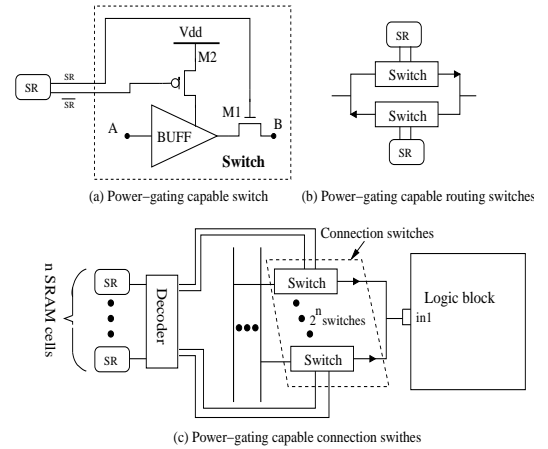 Vdd
M2
SR
SR
SR
M1
A
BUFF
B
Switch
(a) Power−gating capable switch
SR
Switch
Switch
SR
(b) Power−gating capable routing switches
Connection switches
n SRAM cells
SR
SR
Decoder
Switch
2^n switches
Switch
Logic block
in1
(c) Power−gating capable connection swithes